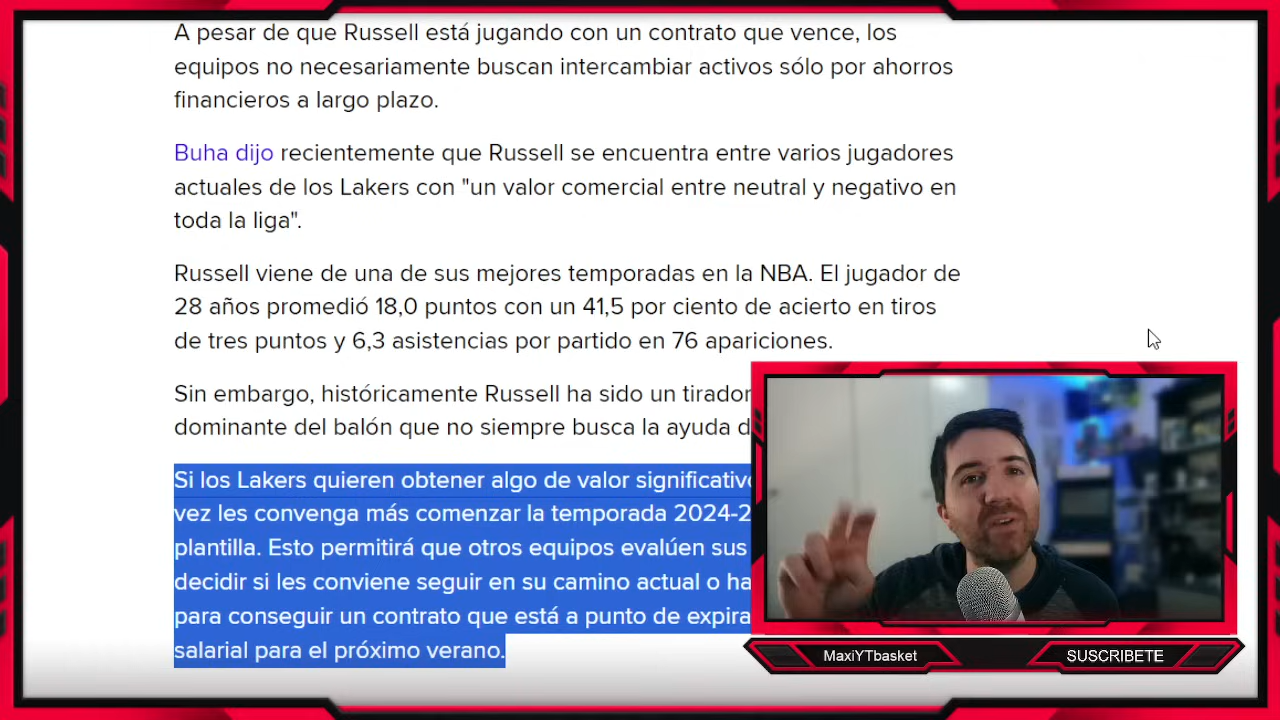 A pesar de que Russell está jugando con un contrato que vence, los
equipos no necesariamente buscan intercambiar activos sólo por ahorros
financieros a largo plazo.
Buha dijo recientemente que Russell se encuentra entre varios jugadores
actuales de los Lakers con "un valor comercial entre neutral y negativo en
toda la liga".
Russell viene de una de sus mejores temporadas en la NBA. El jugador de
28 años promedió 18,0 puntos con un 41,5 por ciento de acierto en tiros
de tres puntos y 6,3 asistencias por partido en 76 apariciones.
Sin embargo, históricamente Russell ha sido un tirador
dominante del balón que no siempre busca la ayuda
Si los Lakers quieren obtener algo de valor significativo
vez les convenga más comenzar la temporada 2024-2
plantilla. Esto permitirá que otros equipos evalúen sus
decidir si les conviene seguir en su camino actual o
para conseguir un contrato que está a punto de
salarial para el próximo verano.
MaxiYTbasket
SUSCRIBETE